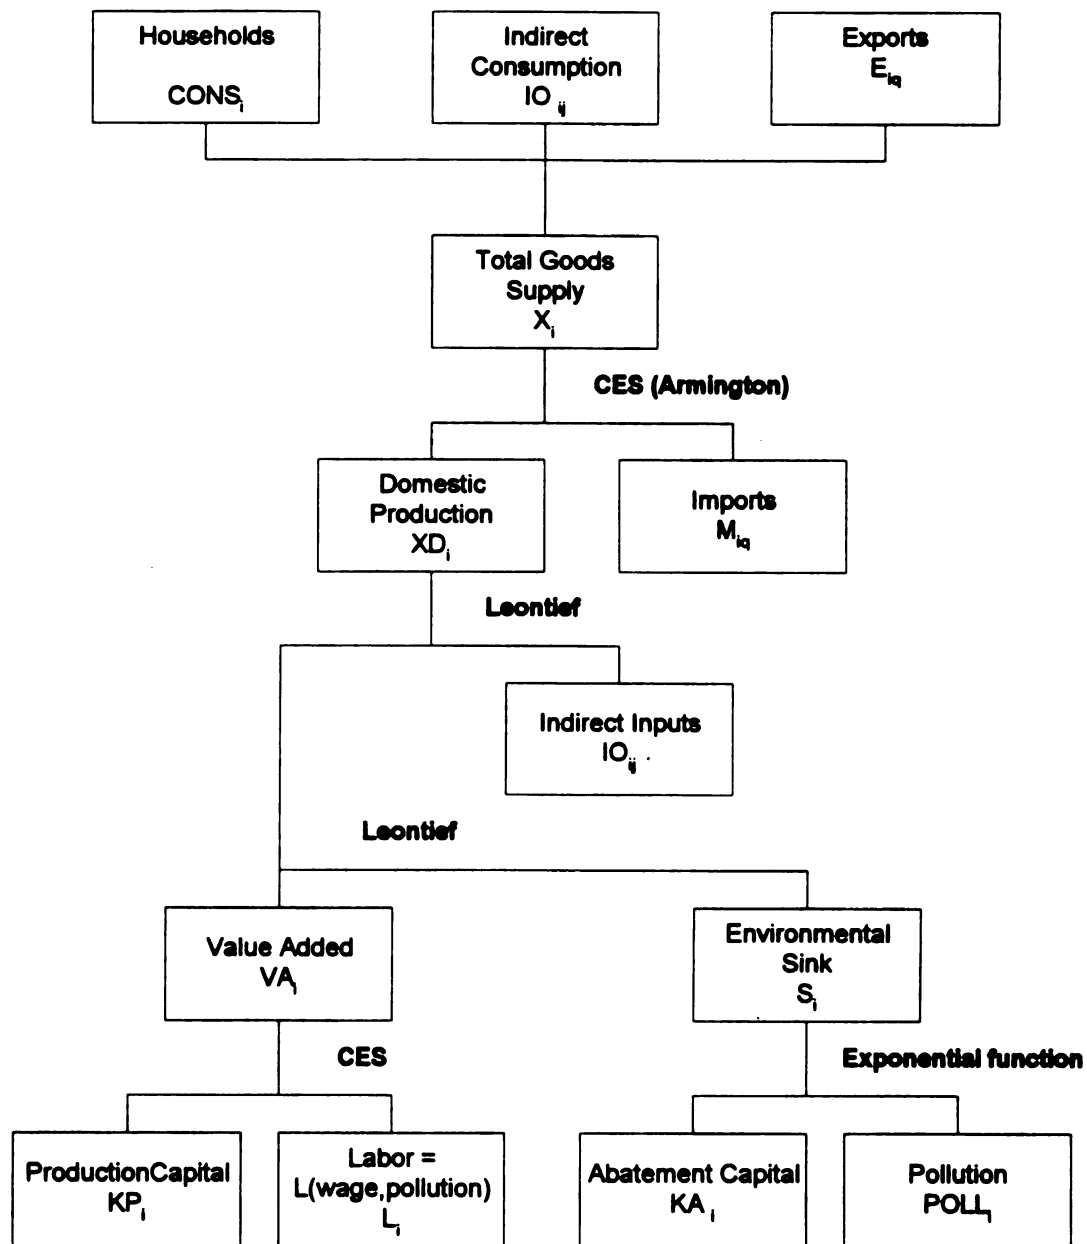 Households
CONS_i
Indirect
Consumption
IO_ij
Exports
E_iq
Total Goods
Supply
X_i
CES (Armington)
Domestic
Production
XD_i
Imports
M_iq
Leontief
Indirect Inputs
IO_ij
Leontief
Value Added
VA_i
Environmental
Sink
S_i
CES
Exponential function
ProductionCapital
KP_i
Labor =
L(wage,pollution)
L_i
Abatement Capital
KA_i
Pollution
POLL_i